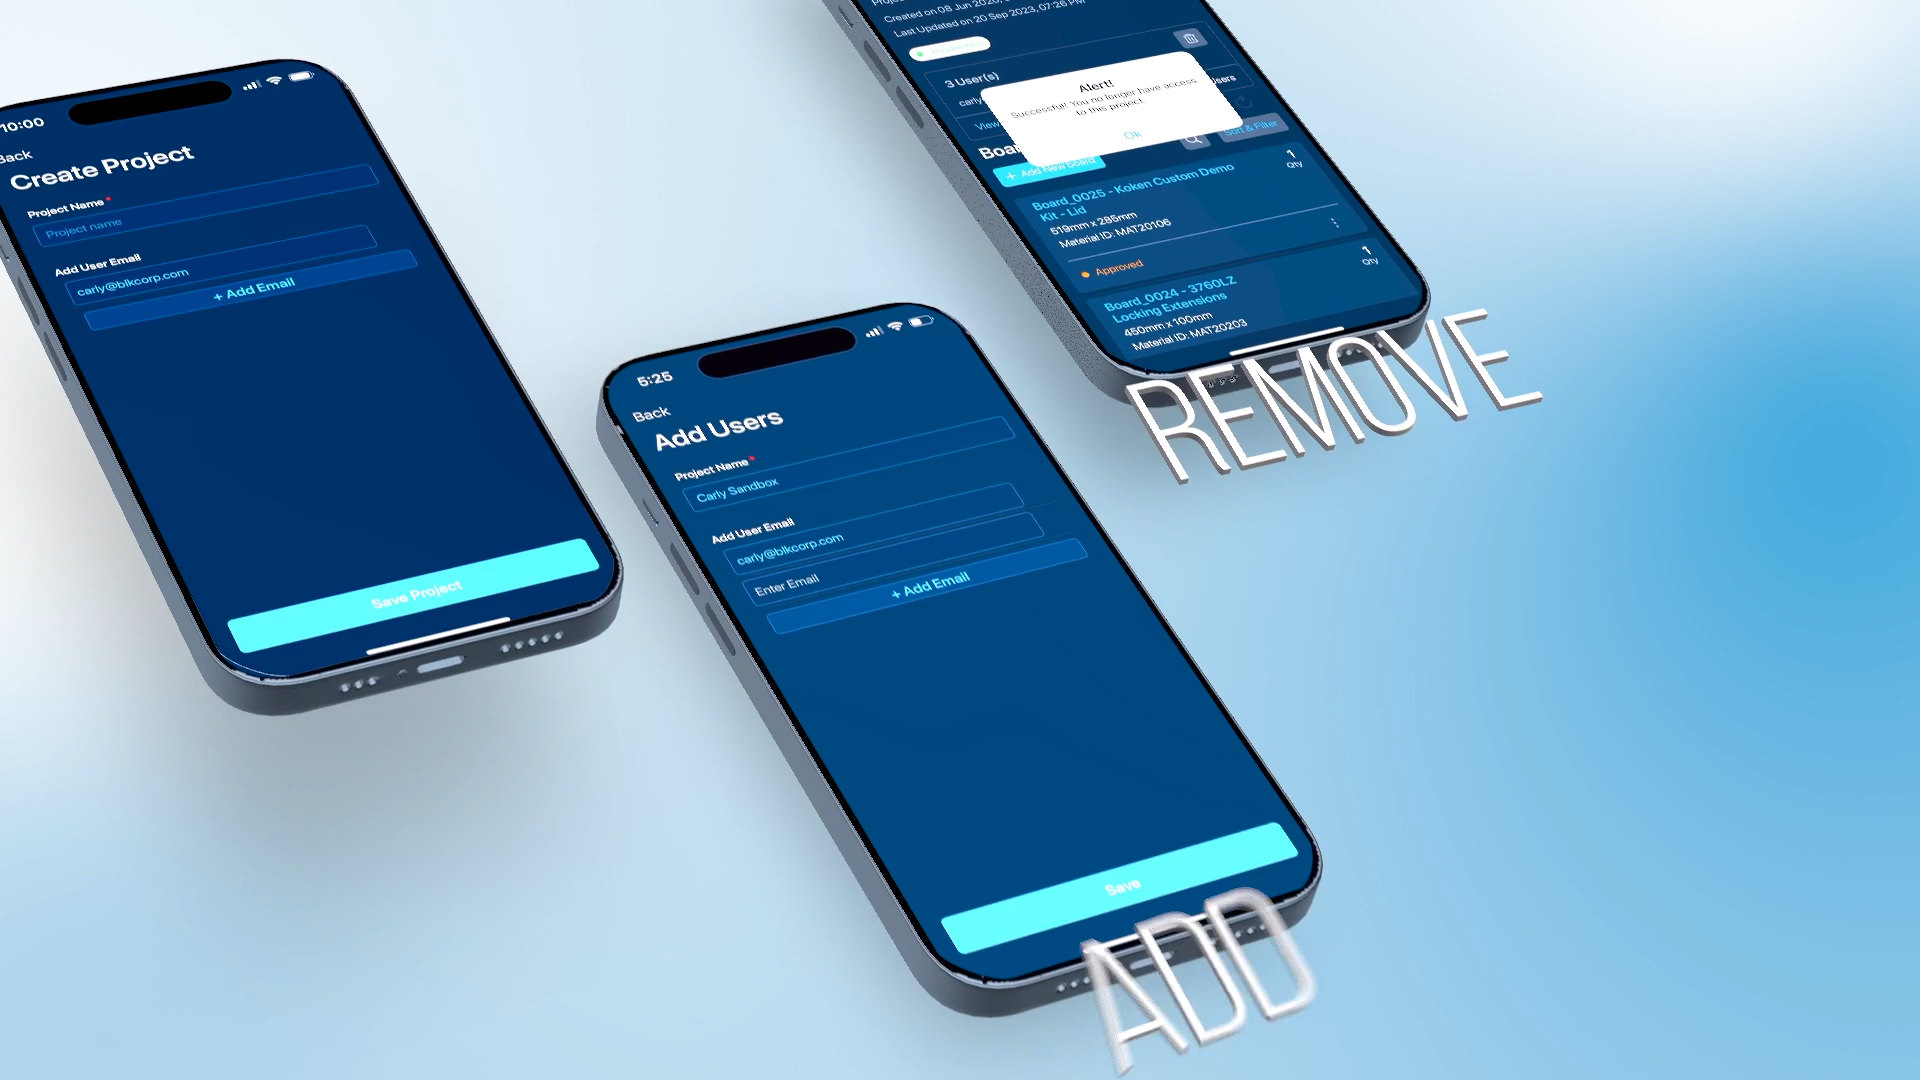 10:00
Back
Create Project
Project Name *
Project name
Add User Email
carly@blkcorp.com
+ Add Email
Save Project
5:25
Back
Add Users
Project Name *
Carly Sandbox
Add User Email
carly@blkcorp.com
Enter Email
+ Add Email
Save
ADD
Created on 08 Jun 2020,
Last Updated on 20 Sep 2023, 07:26 PM
3 User(s)
carly
View
Alert!
Successful! You no longer have access
to this project.
Ok
Sort & Filter
+ Add New board
Board_0025 - Koken Custom Demo
Kit - Lid
519mm x 285mm
Material ID: MAT20106
1
Qty
Approved
Board_0024 - 3760LZ
Locking Extensions
450mm x 100mm
Material ID: MAT20203
1
Qty
REMOVE